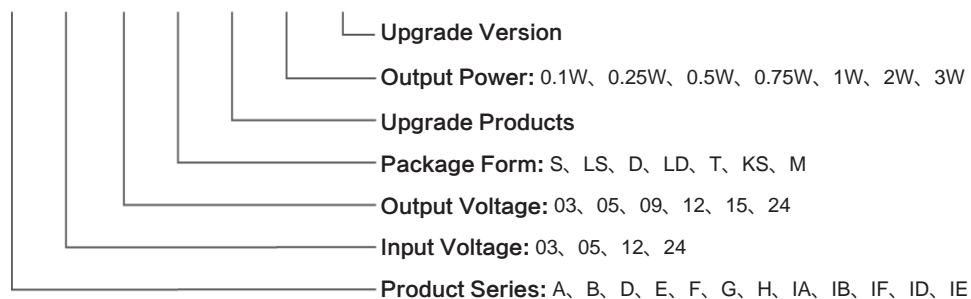 Upgrade Version
Output Power: 0.1W、0.25W、0.5W、0.75W、1W、2W、3W
Upgrade Products
Package Form: S、LS、D、LD、T、KS、M
Output Voltage: 03、05、09、12、15、24
Input Voltage: 03、05、12、24
Product Series: A、B、D、E、F、G、H、IA、IB、IF、ID、IE